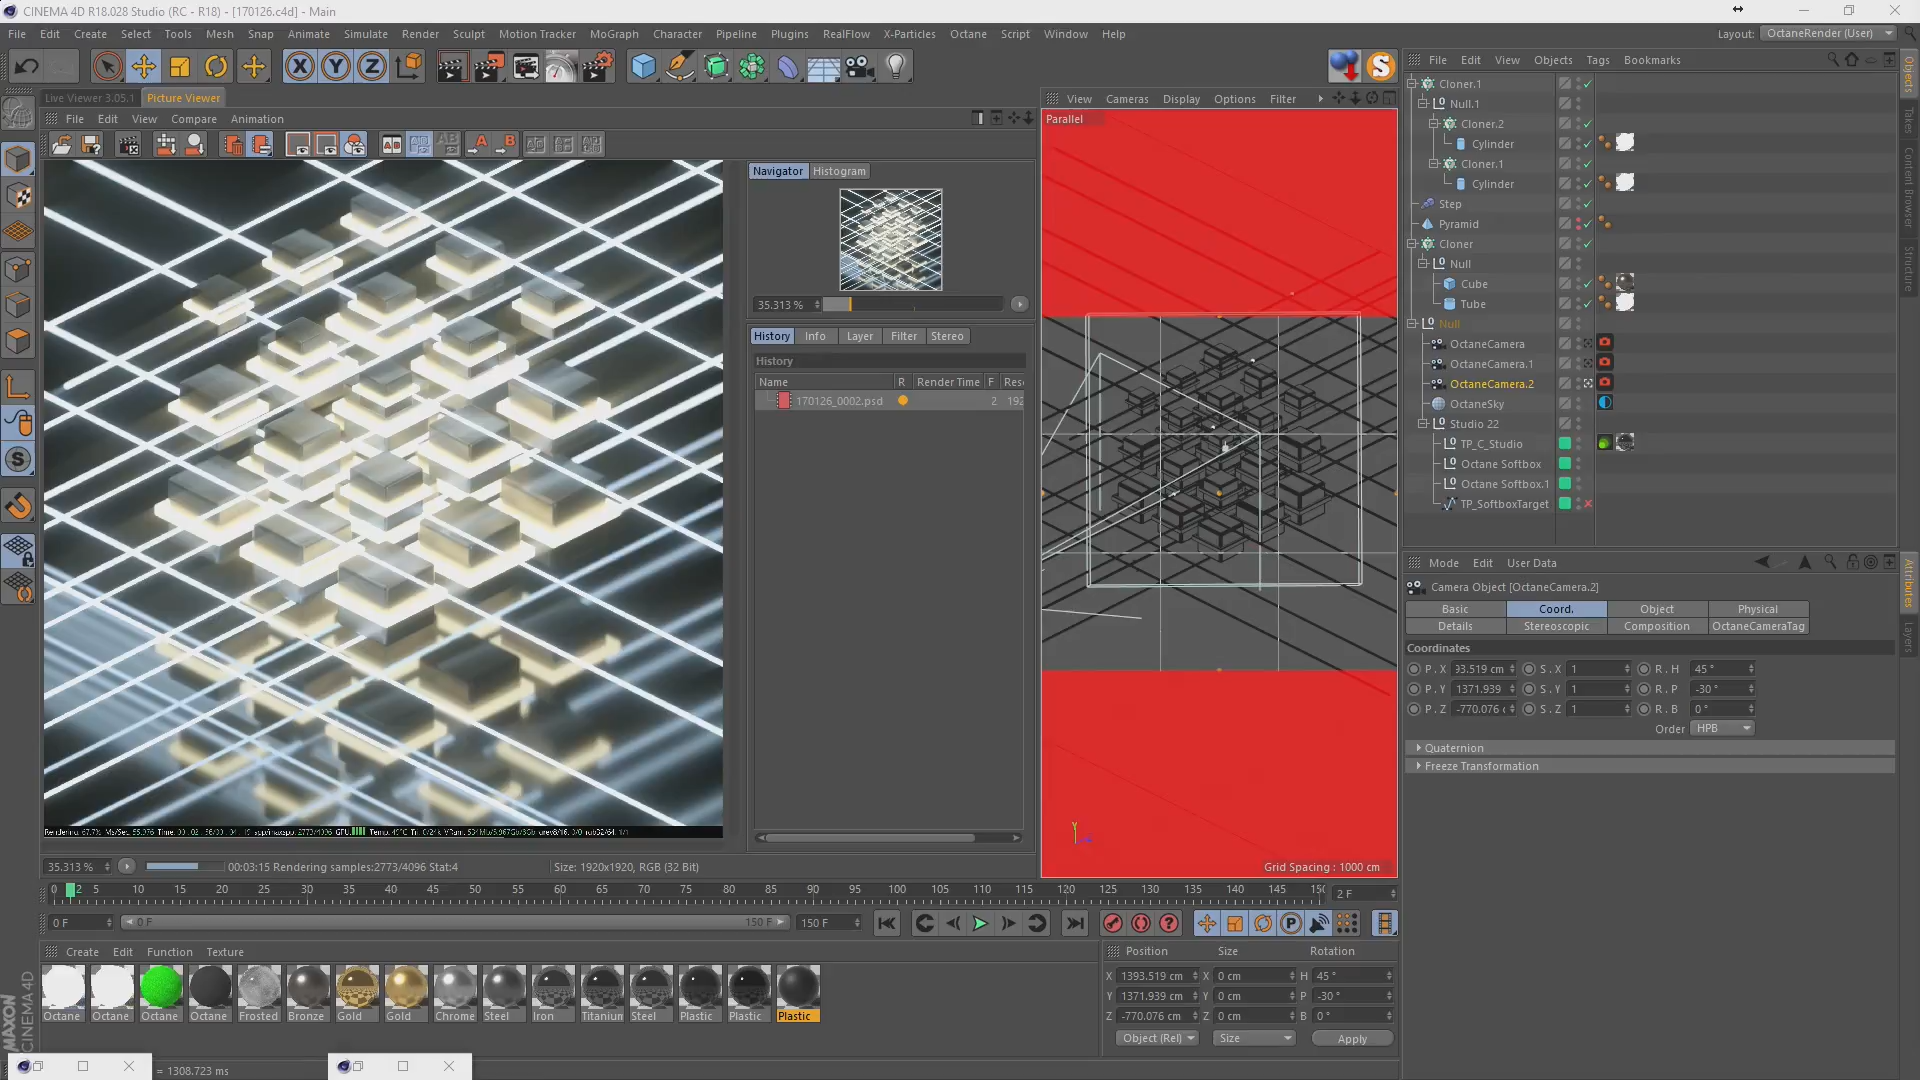 CINEMA 4D R18.028 Studio (RC - R18) - [170126.c4d] - Main
File Edit Create Select Tools Mesh Snap Animate Simulate Render Sculpt Motion Tracker MoGraph Character Pipeline Plugins RealFlow X-Particles Octane Script Window Help
Layout: OctaneRender (User)
X Y Z
S
Live Viewer 3.05.1 Picture Viewer
File Edit View Compare Animation
A B AB
Navigator Histogram
35.313 %
History Info Layer Filter Stereo
History
Name R Render Time F Resc
170126_0002.psd 2 192
View Cameras Display Options Filter
Parallel
Grid Spacing : 1000 cm
Y
File Edit View Objects Tags Bookmarks
Cloner.1
Null.1
Cloner.2
Cylinder
Cloner.1
Cylinder
Step
Pyramid
Cloner
Null
Cube
Tube
Null
OctaneCamera
OctaneCamera.1
OctaneCamera.2
OctaneSky
Studio 22
TP_C_Studio
Octane Softbox
Octane Softbox.1
TP_SoftboxTarget
Objects
Takes
Content Browser
Structure
Attributes
Layers
Mode Edit User Data
Camera Object [OctaneCamera.2]
Basic Coord. Object Physical
Details Stereoscopic Composition OctaneCameraTag
Coordinates
P . X 93.519 cm S . X 1 R . H 45 °
P . Y 1371.939 S . Y 1 R . P -30 °
P . Z -770.076 c S . Z 1 R . B 0 °
Order HPB
Quaternion
Freeze Transformation
35.313 % 00:03:15 Rendering samples:2773/4096 Stat:4 Size: 1920x1920, RGB (32 Bit)
0 2 5 10 15 20 25 30 35 40 45 50 55 60 65 70 75 80 85 90 95 100 105 110 115 120 125 130 135 140 145 150 2 F
0 F 0 F 150 F 150 F
P
Create Edit Function Texture
Octane Octane Octane Octane Frosted Bronze Gold Gold Chrome Steel Iron Titanium Steel Plastic Plastic Plastic
Position Size Rotation
X 1393.519 cm X 0 cm H 45 °
Y 1371.939 cm Y 0 cm P -30 °
Z -770.076 cm Z 0 cm B 0 °
Object (Rel) Size Apply
MAXON
CINEMA 4D
= 1308.723 ms